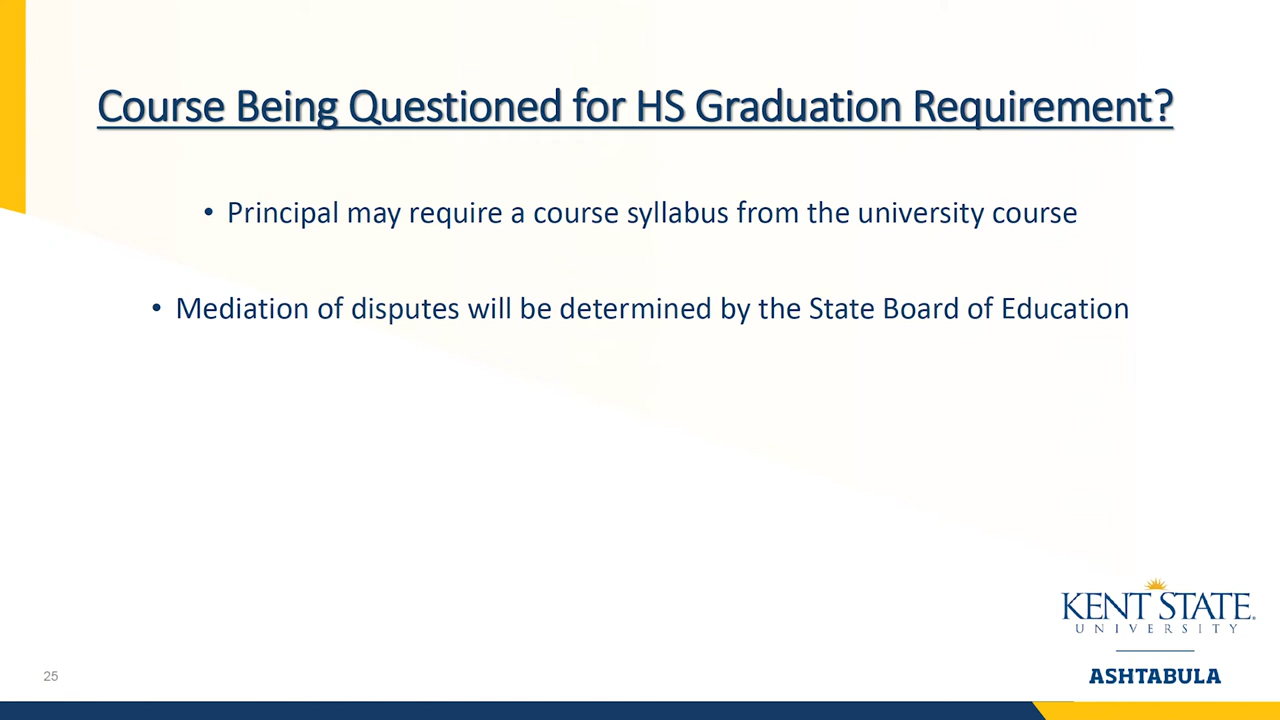 Course Being Questioned for HS Graduation Requirement?
• Principal may require a course syllabus from the university course
• Mediation of disputes will be determined by the State Board of Education
KENT STATE®
UNIVERSITY
ASHTABULA
25